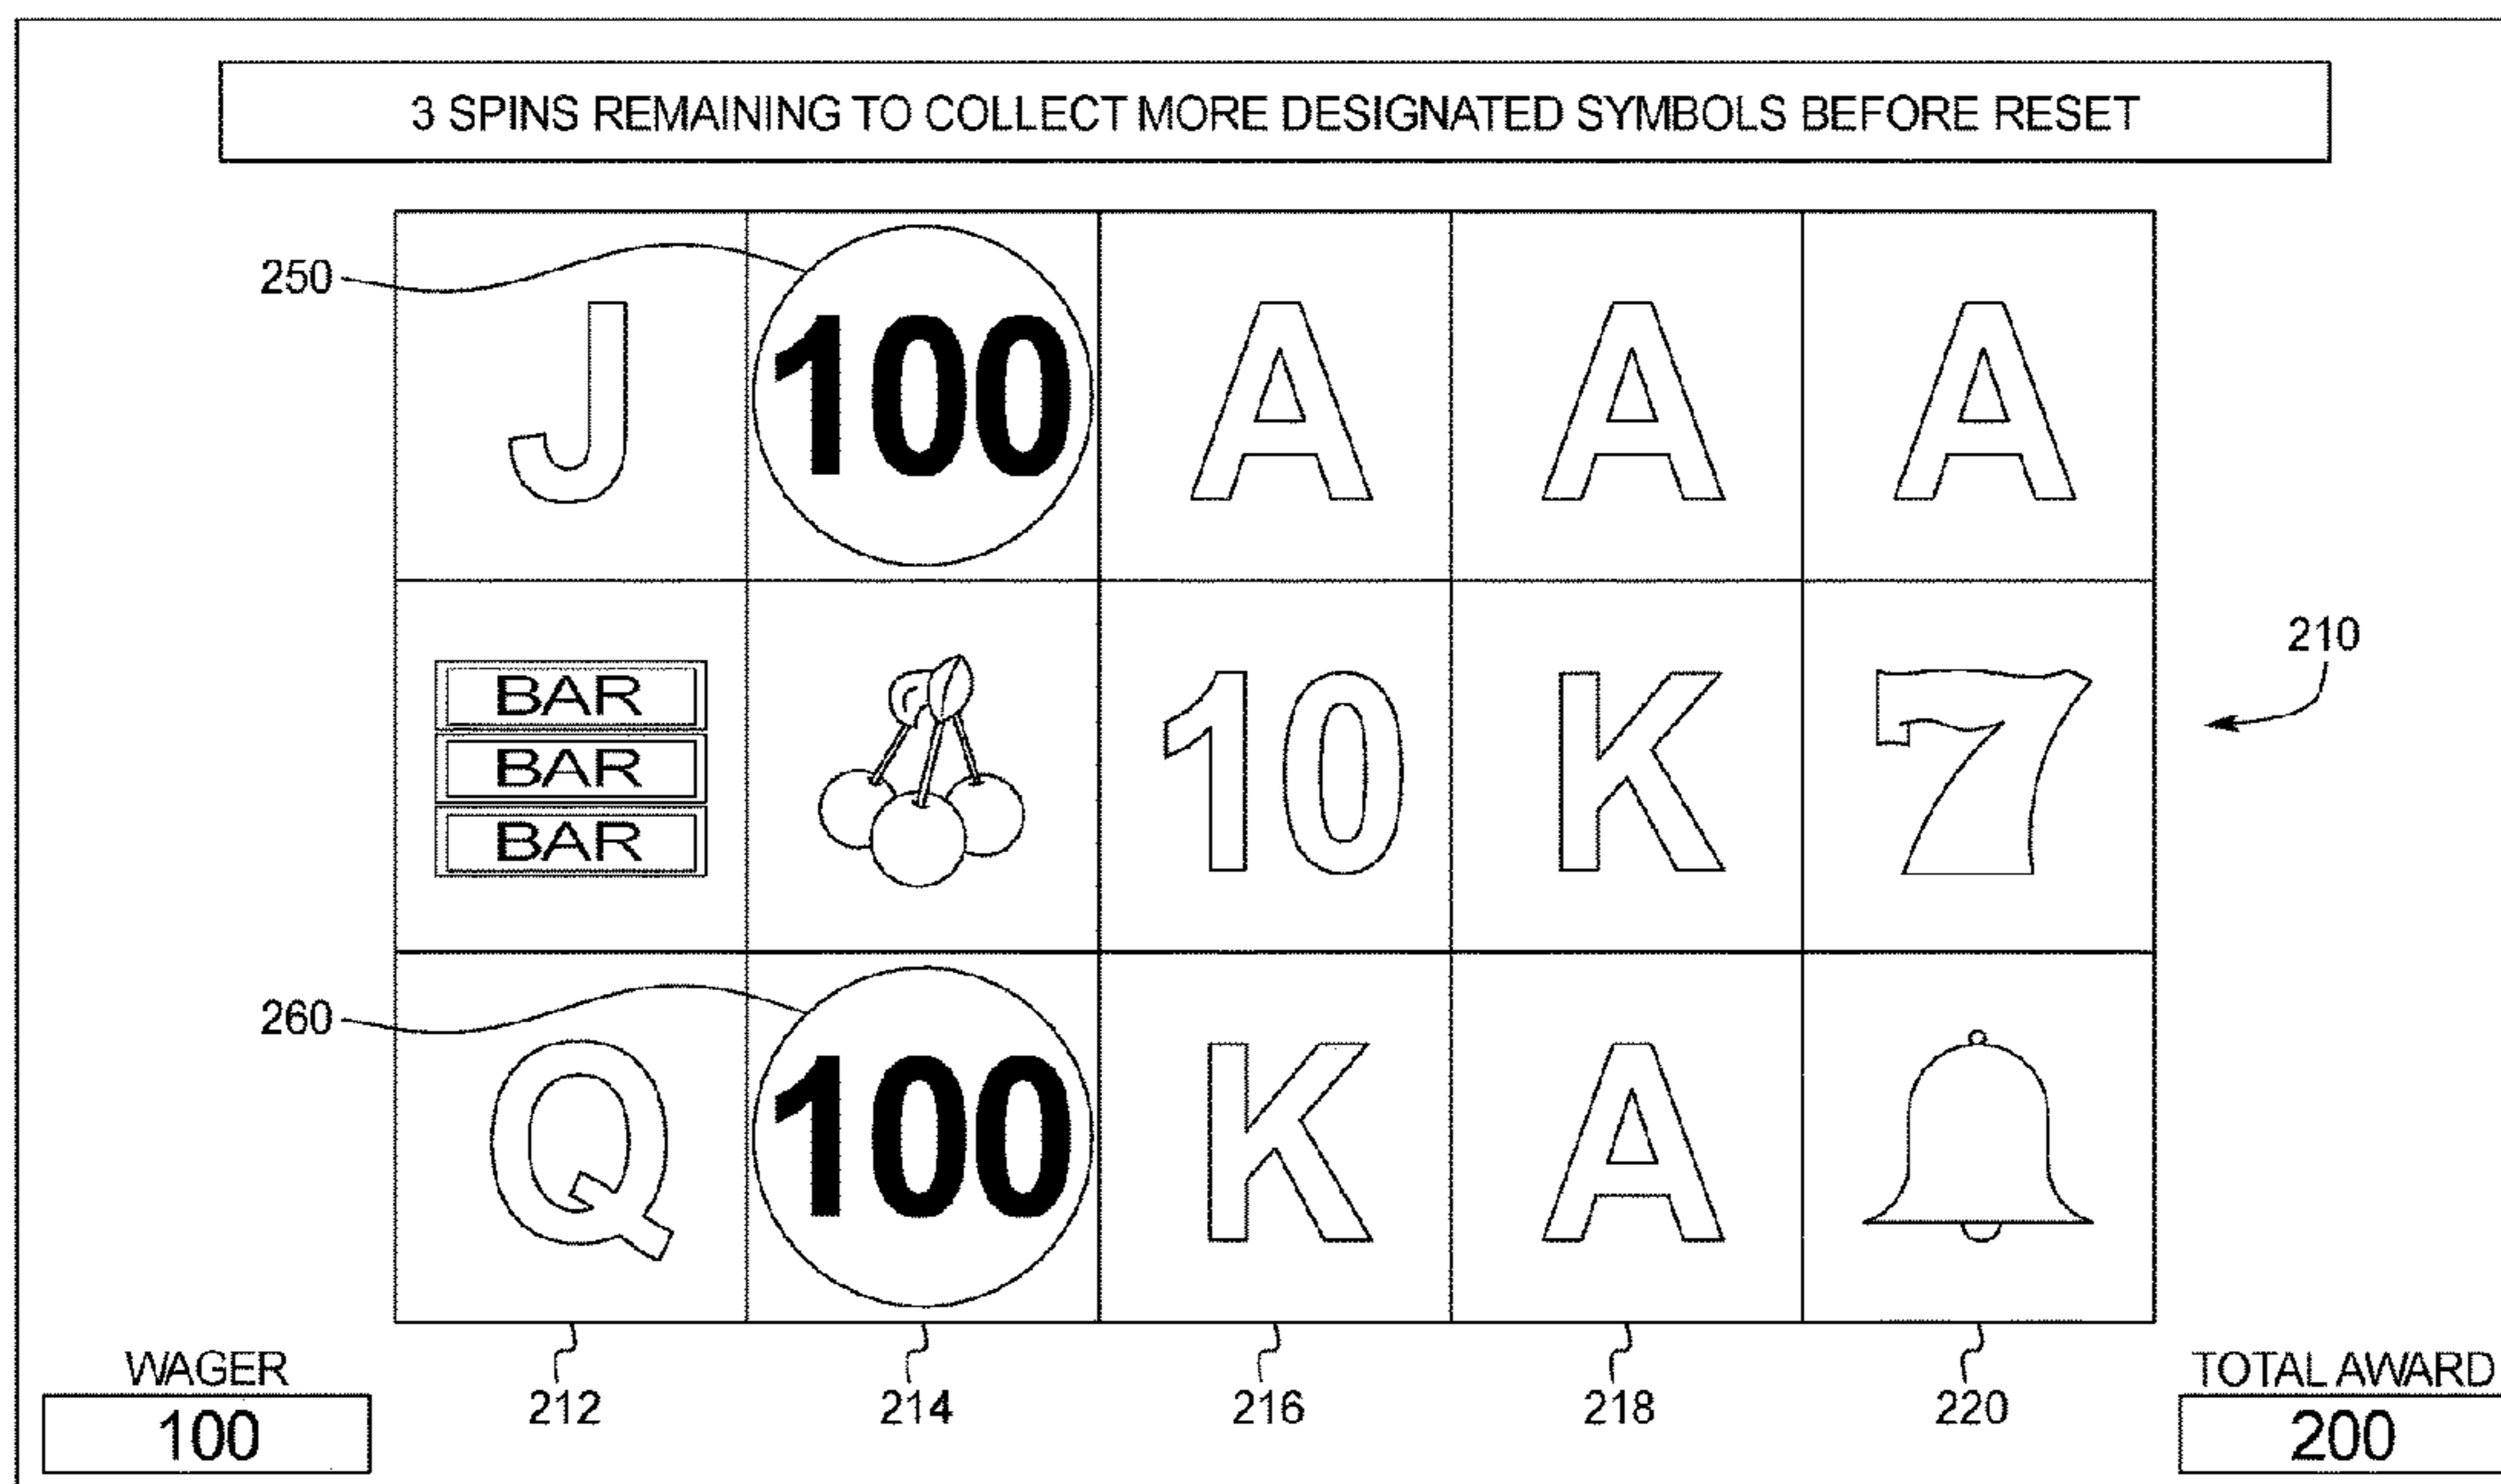 3 SPINS REMAINING TO COLLECT MORE DESIGNATED SYMBOLS BEFORE RESET
250
J 100 A A A
210
BAR
BAR
BAR
10 K 7
260
Q 100 K A
212 214 216 218 220
WAGER
100
TOTAL AWARD
200